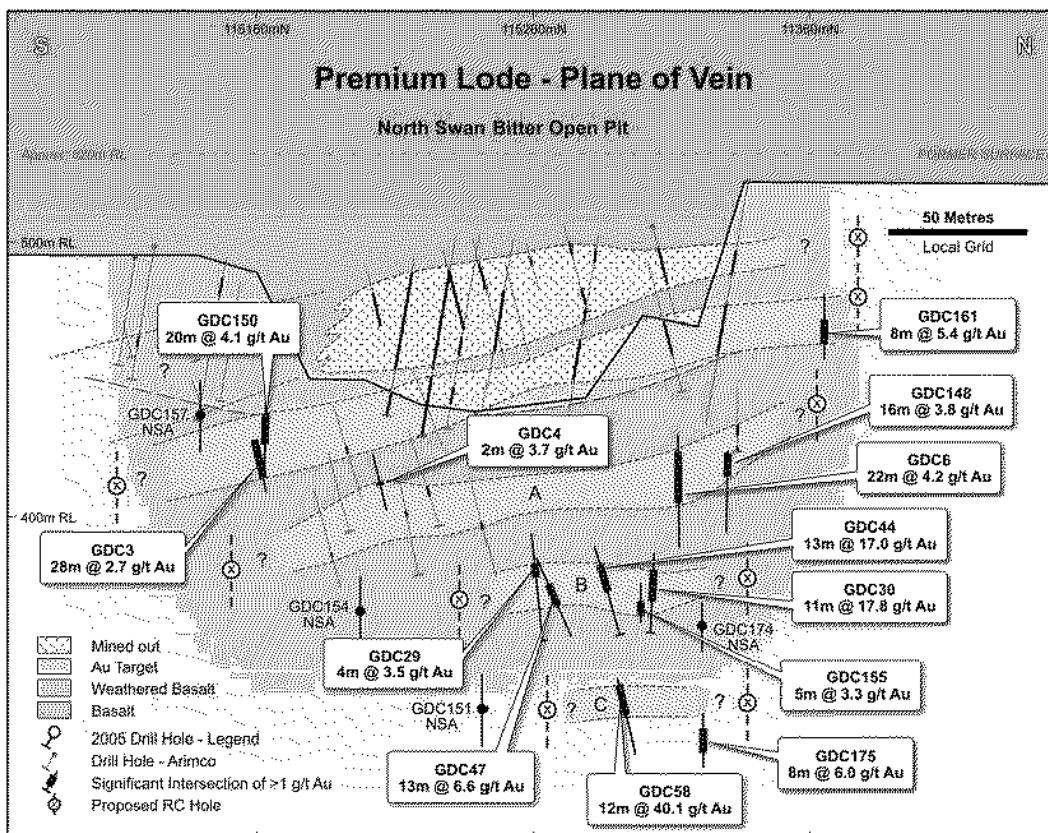 115160mN
115260mN
S
N
Premium Lode - Plane of Vein
North Swan Bitter Open Pit
FORMER SURFACE
500m RL
50 Metres
Local Grid
?
GDC150
20m @ 4.1 g/t Au
GDC161
8m @ 5.4 g/t Au
?
GDC157
NSA
?
GDC148
16m @ 3.8 g/t Au
GDC4
2m @ 3.7 g/t Au
GDC6
22m @ 4.2 g/t Au
?
A
400m RL
GDC3
28m @ 2.7 g/t Au
GDC44
13m @ 17.0 g/t Au
?
?
B
?
GDC30
11m @ 17.8 g/t Au
GDC154
NSA
GDC174
NSA
GDC29
4m @ 3.5 g/t Au
GDC155
5m @ 3.3 g/t Au
GDC151
NSA
?
C
?
GDC47
13m @ 6.6 g/t Au
GDC58
12m @ 40.1 g/t Au
GDC175
8m @ 6.0 g/t Au
Mined out
Au Target
Weathered Basalt
Basalt
2005 Drill Hole - Legend
Drill Hole - Arimco
Significant Intersection of >1 g/t Au
Proposed RC Hole